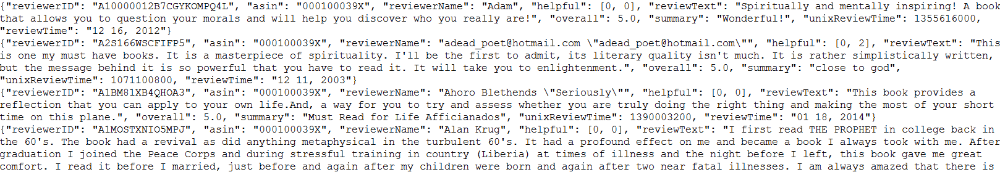 {"reviewerID": "A10000012B7CGYKOMPQ4L", "asin": "000100039X", "reviewerName": "Adam", "helpful": [0, 0], "reviewText": "Spiritually and mentally inspiring! A book
that allows you to question your morals and will help you discover who you really are!", "overall": 5.0, "summary": "Wonderful!", "unixReviewTime": 1355616000,
"reviewTime": "12 16, 2012"}
{"reviewerID": "A2S166WSCFIFP5", "asin": "000100039X", "reviewerName": "adead_poet@hotmail.com \"adead_poet@hotmail.com\"", "helpful": [0, 2], "reviewText": "This
is one my must have books. It is a masterpiece of spirituality. I'll be the first to admit, its literary quality isn't much. It is rather simplistically written,
but the message behind it is so powerful that you have to read it. It will take you to enlightenment.", "overall": 5.0, "summary": "close to god",
"unixReviewTime": 1071100800, "reviewTime": "12 11, 2003"}
{"reviewerID": "A1BM81XB4QHOA3", "asin": "000100039X", "reviewerName": "Ahoro Blethends \"Seriously\"", "helpful": [0, 0], "reviewText": "This book provides a
reflection that you can apply to your own life.And, a way for you to try and assess whether you are truly doing the right thing and making the most of your short
time on this plane.", "overall": 5.0, "summary": "Must Read for Life Afficianados", "unixReviewTime": 1390003200, "reviewTime": "01 18, 2014"}
{"reviewerID": "A1MOSTXNIO5MPJ", "asin": "000100039X", "reviewerName": "Alan Krug", "helpful": [0, 0], "reviewText": "I first read THE PROPHET in college back in
the 60's. The book had a revival as did anything metaphysical in the turbulent 60's. It had a profound effect on me and became a book I always took with me. After
graduation I joined the Peace Corps and during stressful training in country (Liberia) at times of illness and the night before I left, this book gave me great
comfort. I read it before I married, just before and again after my children were born and again after two near fatal illnesses. I am always amazed that there is